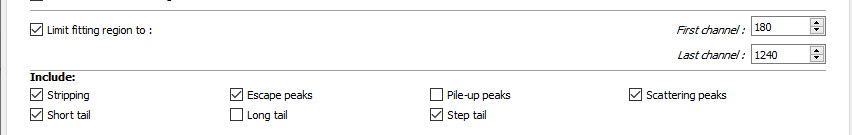 Limit fitting region to : First channel : 180
Last channel : 1240
Include:
Stripping Escape peaks Pile-up peaks Scattering peaks
Short tail Long tail Step tail